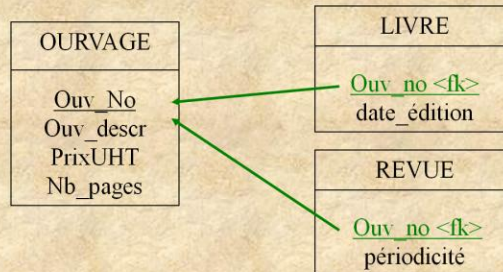 OURVAGE
Ouv_No
Ouv_descr
PrixUHT
Nb_pages
LIVRE
Ouv_no <fk>
date_édition
REVUE
Ouv_no <fk>
périodicité